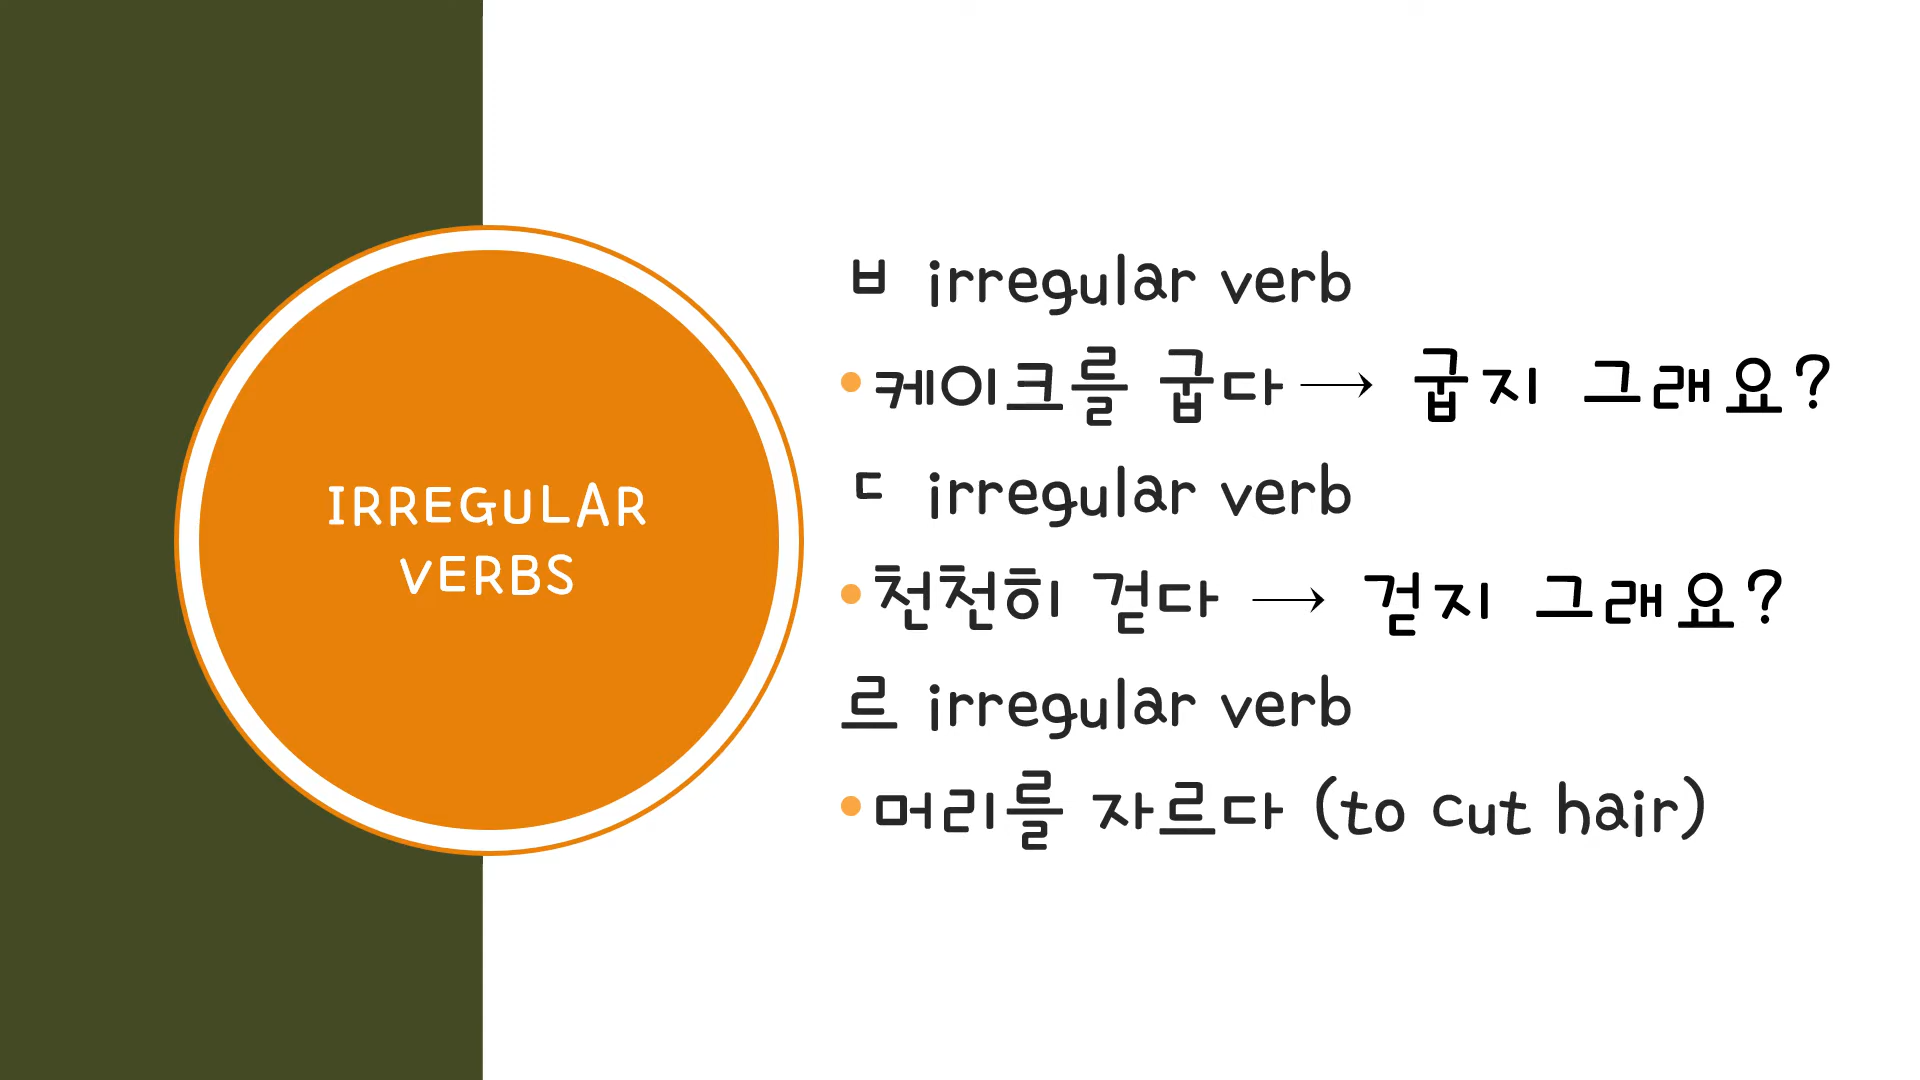 IRREGULAR
VERBS
ㅂ irregular verb
•케이크를 굽다 → 굽지 그래요?
ㄷ irregular verb
•천천히 걷다 → 걷지 그래요?
르 irregular verb
•머리를 자르다 (to cut hair)